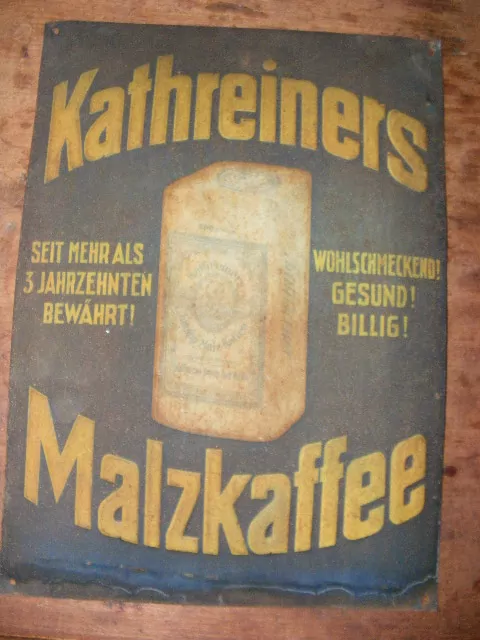 Kathreiners
SEIT MEHR ALS
3 JAHRZEHNTEN
BEWÄHRT!
WOHLSCHMECKEND!
GESUND!
BILLIG!
Malzkaffee